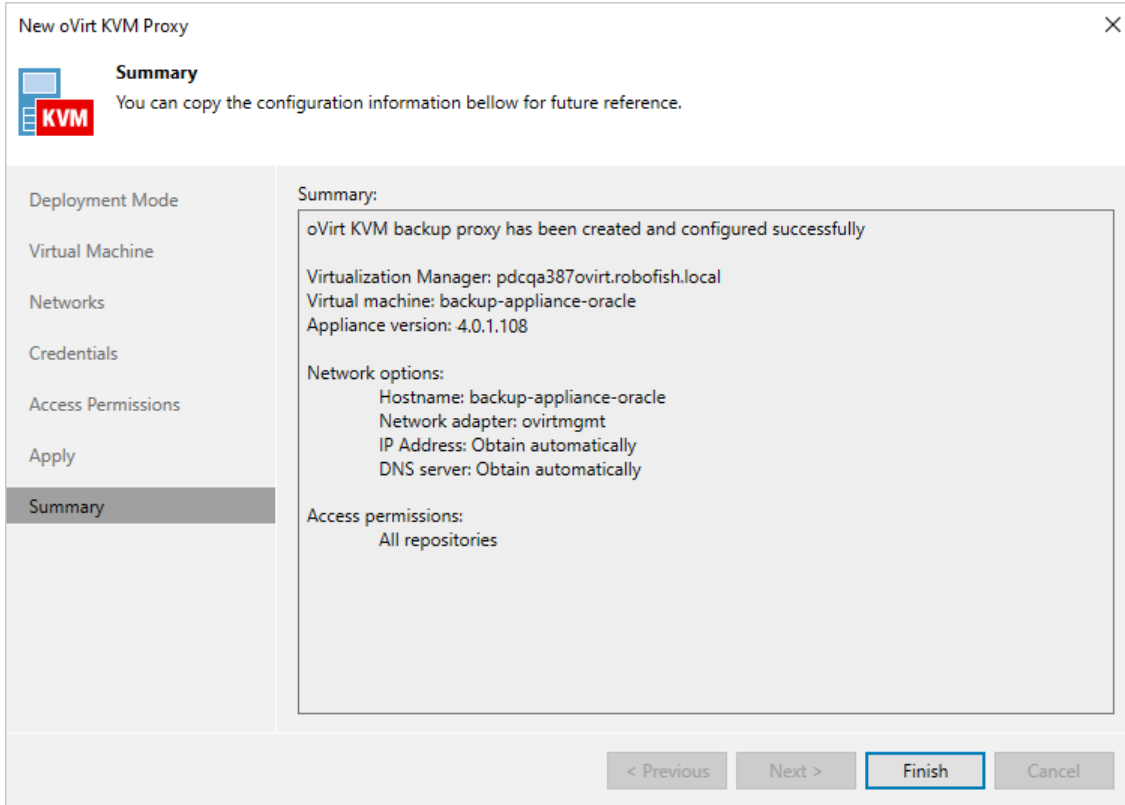 New oVirt KVM Proxy
Summary
You can copy the configuration information bellow for future reference.
KVM
Deployment Mode
Virtual Machine
Networks
Credentials
Access Permissions
Apply
Summary
Summary:
oVirt KVM backup proxy has been created and configured successfully
Virtualization Manager: pdcqa387ovirt.robofish.local
Virtual machine: backup-appliance-oracle
Appliance version: 4.0.1.108
Network options:
Hostname: backup-appliance-oracle
Network adapter: ovirtmgmt
IP Address: Obtain automatically
DNS server: Obtain automatically
Access permissions:
All repositories
< Previous
Next >
Finish
Cancel